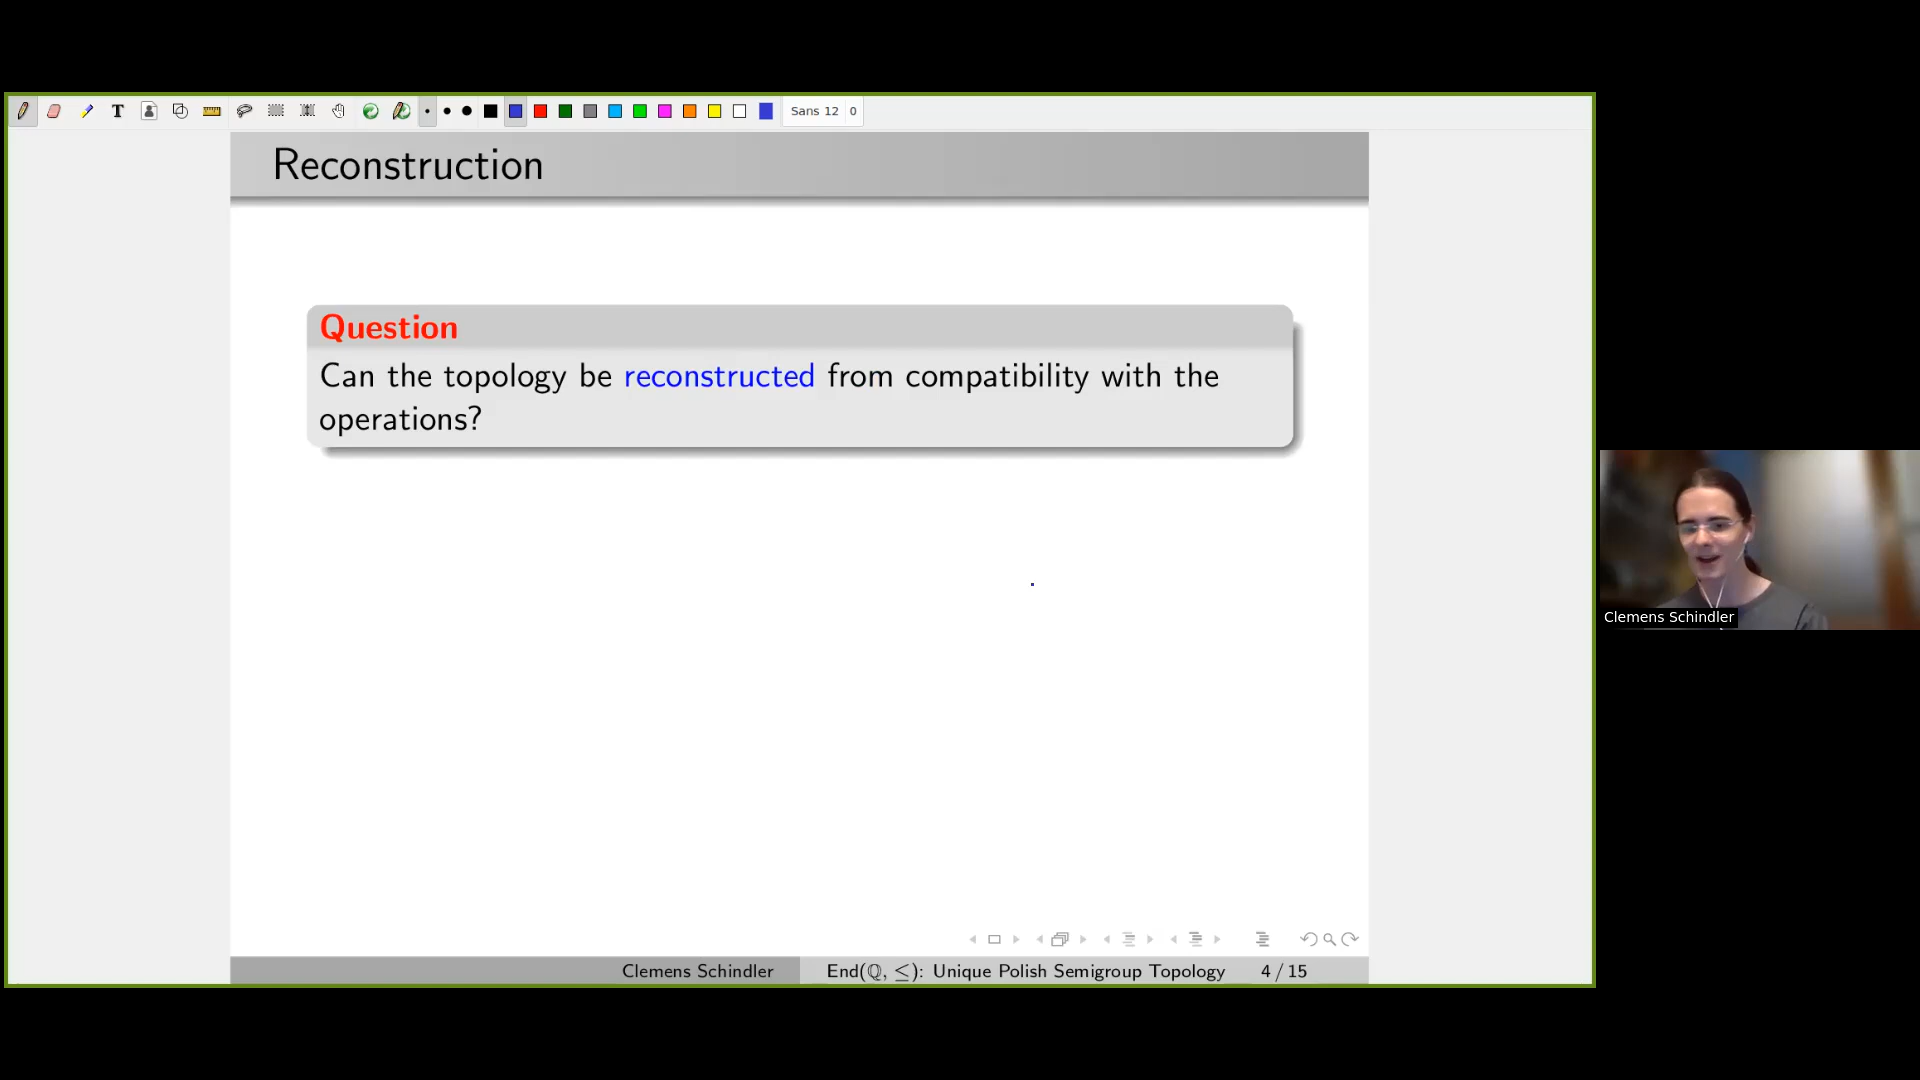 T
Sans 12 0
Reconstruction
Question
Can the topology be reconstructed from compatibility with the
operations?
Clemens Schindler
Clemens Schindler End(ℚ, ≤): Unique Polish Semigroup Topology 4 / 15